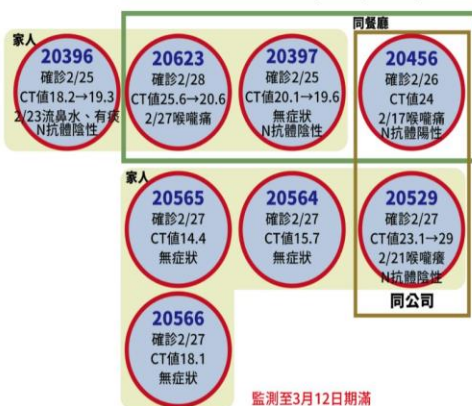 同餐廳
家人
20396
確診2/25
CT值18.2→19.3
2/23流鼻水、有痰
N抗體陰性
20623
確診2/28
CT值25.6→20.6
2/27喉嚨痛
20397
確診2/25
CT值20.1→19.6
無症狀
N抗體陰性
20456
確診2/26
CT值24
2/17喉嚨痛
N抗體陽性
家人
20565
確診2/27
CT值14.4
無症狀
20564
確診2/27
CT值15.7
無症狀
20529
確診2/27
CT值23.1→29
2/21喉嚨癢
N抗體陰性
同公司
20566
確診2/27
CT值18.1
無症狀
監測至3月12日期滿